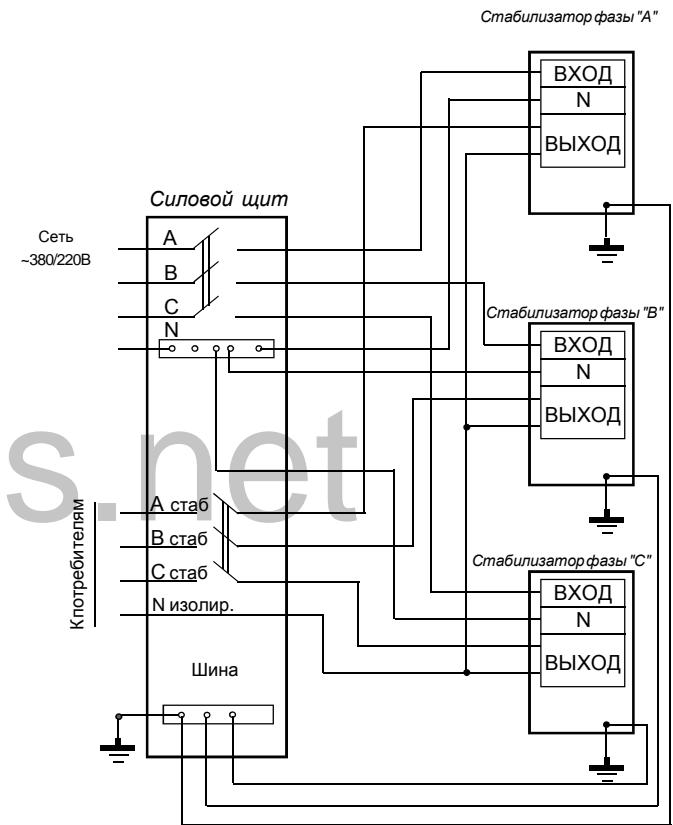 Стабилизатор фазы "А"
ВХОД
N
ВЫХОД
Силовой щит
Сеть
~380/220В
A
B
C
N
Стабилизатор фазы "В"
ВХОД
N
ВЫХОД
s.net
К потребителям
А стаб
В стаб
С стаб
N изолир.
Шина
Стабилизатор фазы "С"
ВХОД
N
ВЫХОД